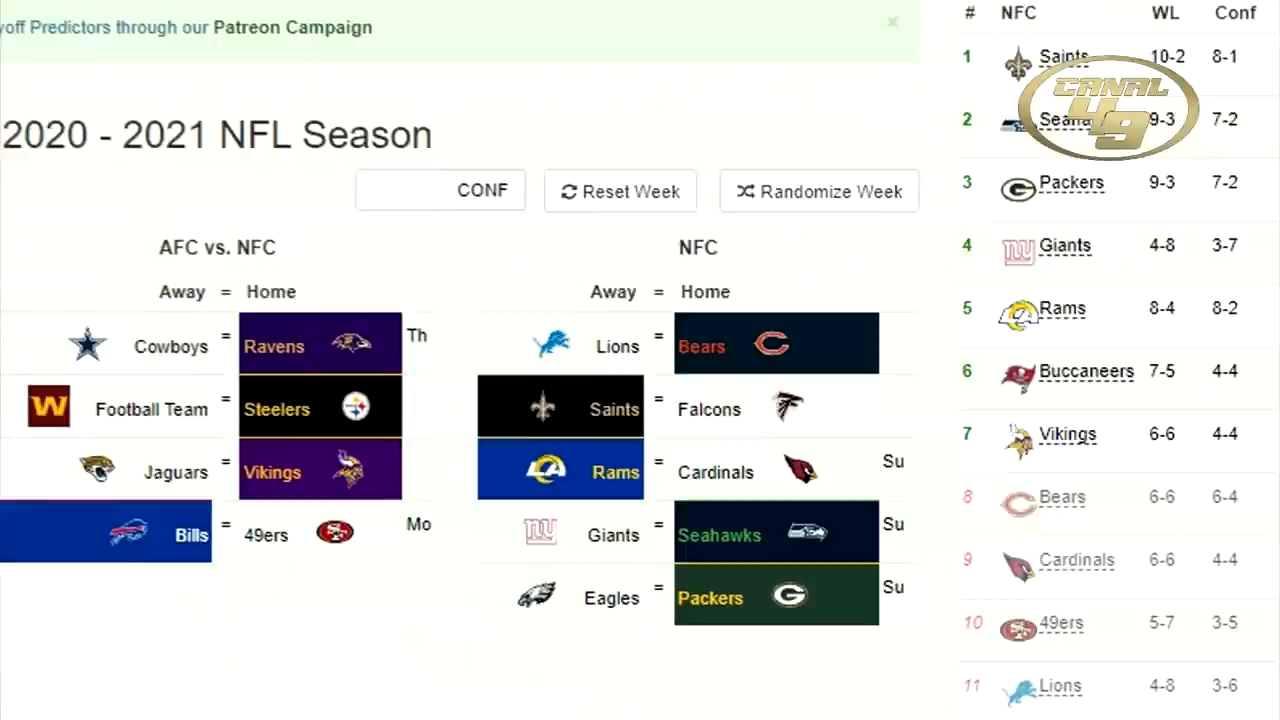 yoff Predictors through our Patreon Campaign ×
2020 - 2021 NFL Season
CONF Reset Week Randomize Week
AFC vs. NFC
Away = Home
Cowboys = Ravens Th
Football Team = Steelers
Jaguars = Vikings
Bills = 49ers Mo
NFC
Away = Home
Lions = Bears
Saints = Falcons
Rams = Cardinals Su
Giants = Seahawks Su
Eagles = Packers Su
# NFC WL Conf
1 Saints 10-2 8-1
2 9-3 7-2
3 Packers 9-3 7-2
4 Giants 4-8 3-7
5 Rams 8-4 8-2
6 Buccaneers 7-5 4-4
7 Vikings 6-6 4-4
8 Bears 6-6 6-4
9 Cardinals 6-6 4-4
10 49ers 5-7 3-5
11 Lions 4-8 3-6
CANAL
49